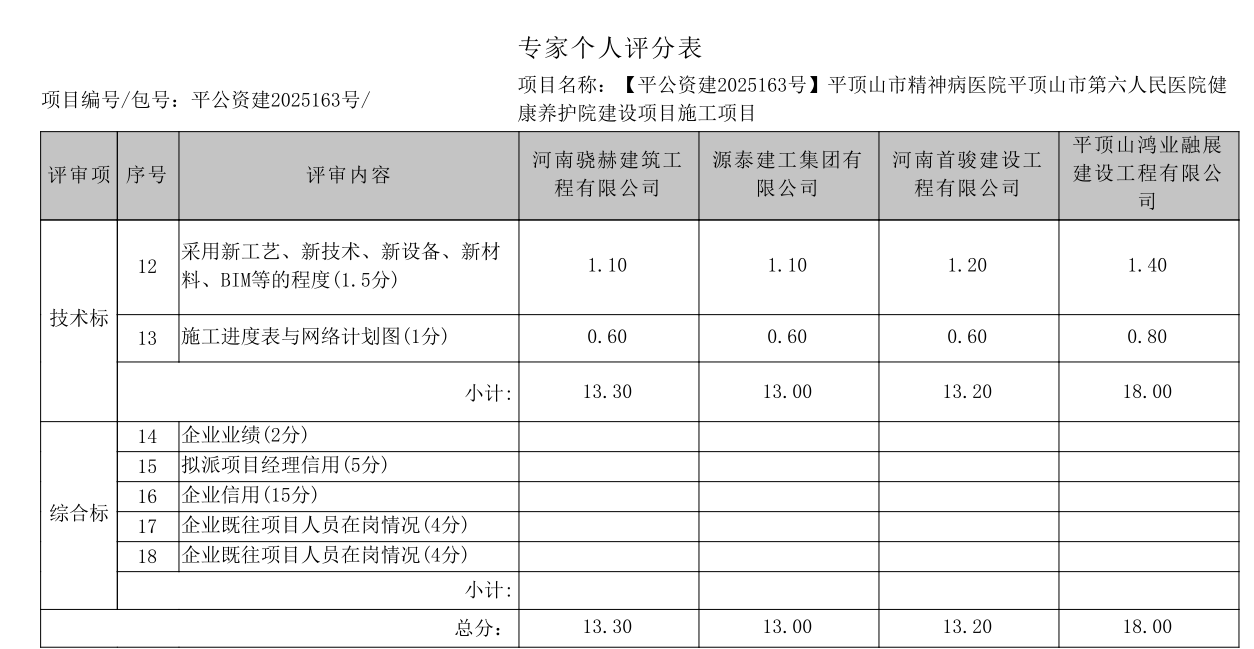 专家个人评分表
项目编号/包号：平公资建2025163号/
项目名称：【平公资建2025163号】平顶山市精神病医院平顶山市第六人民医院健
康养护院建设项目施工项目
评审项 序号 评审内容 河南骁赫建筑工程有限公司 源泰建工集团有限公司 河南首骏建设工程有限公司 平顶山鸿业融展建设工程有限公司
技术标
12 采用新工艺、新技术、新设备、新材料、BIM等的程度(1.5分) 1.10 1.10 1.20 1.40
13 施工进度表与网络计划图(1分) 0.60 0.60 0.60 0.80
小计: 13.30 13.00 13.20 18.00
综合标
14 企业业绩(2分)
15 拟派项目经理信用(5分)
16 企业信用(15分)
17 企业既往项目人员在岗情况(4分)
18 企业既往项目人员在岗情况(4分)
小计:
总分: 13.30 13.00 13.20 18.00